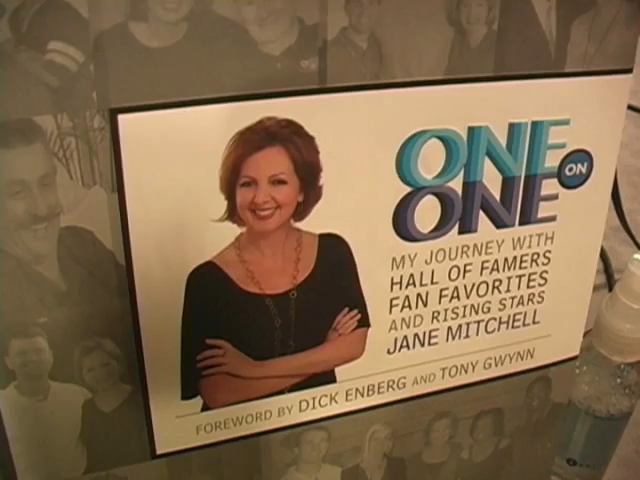 ONE
ON
ONE
MY JOURNEY WITH
HALL OF FAMERS
FAN FAVORITES
AND RISING STARS
JANE MITCHELL
FOREWORD BY DICK ENBERG AND TONY GWYNN